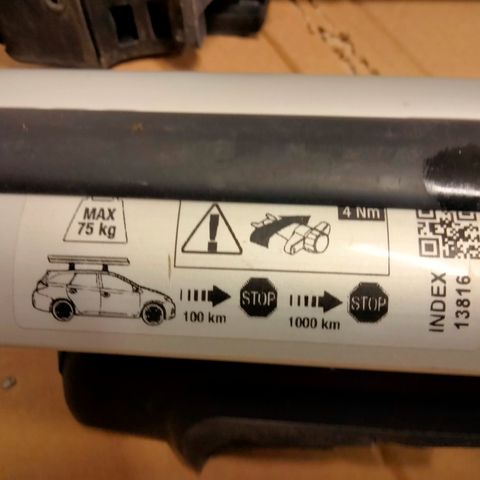 MAX
75 kg
4 Nm
STOP
STOP
100 km
1000 km
INDEX
13816